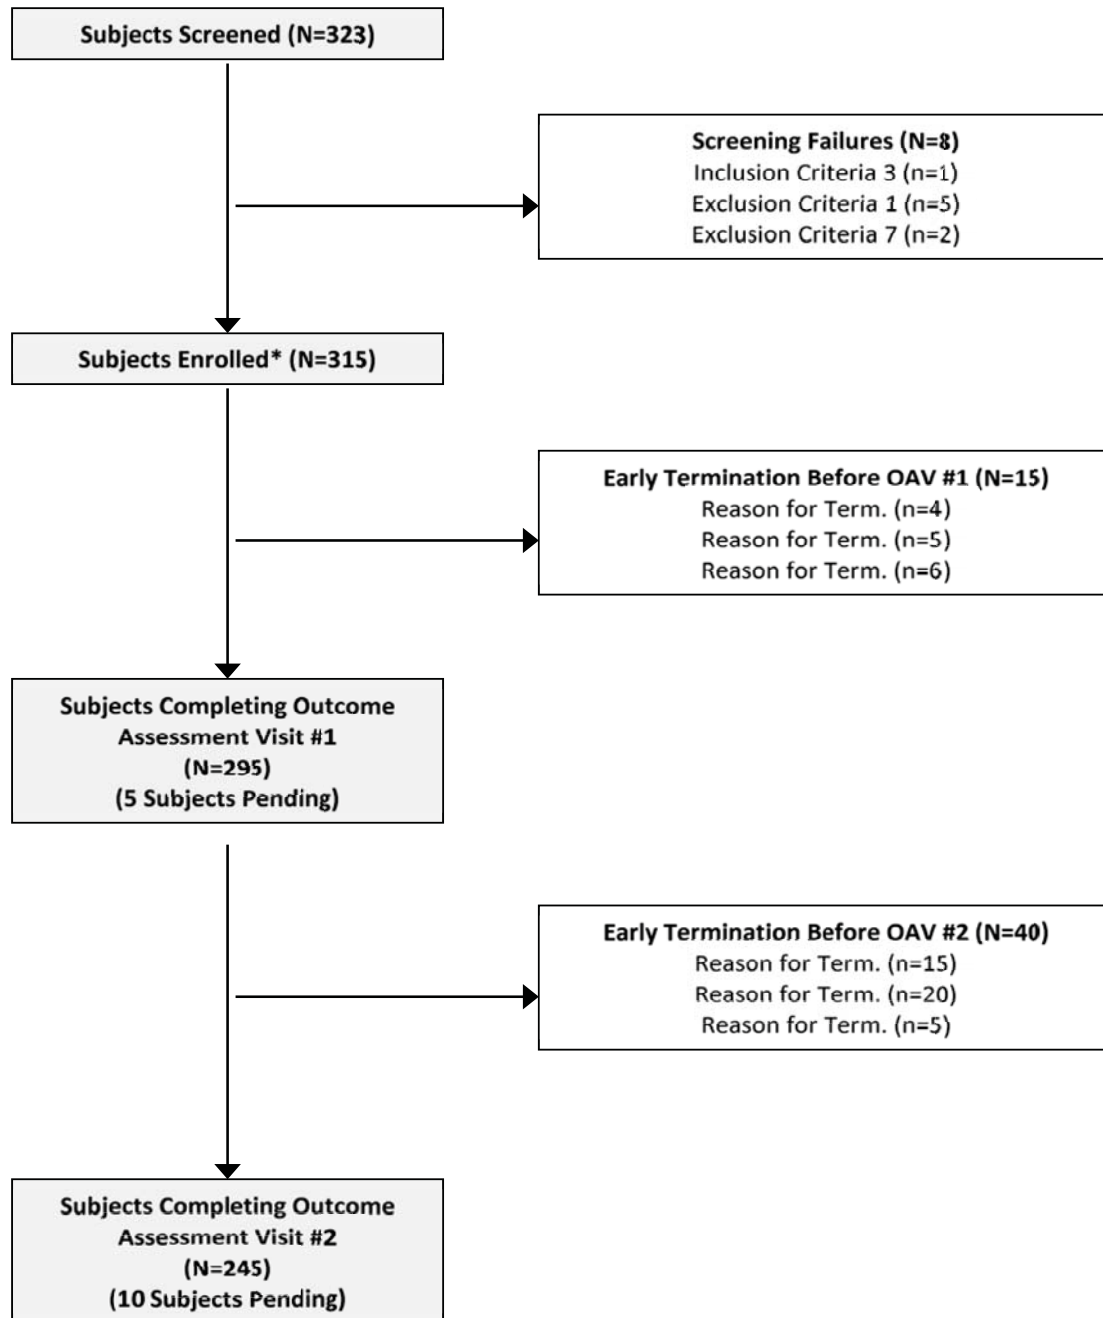 Subjects Screened (N=323)
Screening Failures (N=8)
Inclusion Criteria 3 (n=1)
Exclusion Criteria 1 (n=5)
Exclusion Criteria 7 (n=2)
Subjects Enrolled* (N=315)
Early Termination Before OAV #1 (N=15)
Reason for Term. (n=4)
Reason for Term. (n=5)
Reason for Term. (n=6)
Subjects Completing Outcome
Assessment Visit #1
(N=295)
(5 Subjects Pending)
Early Termination Before OAV #2 (N=40)
Reason for Term. (n=15)
Reason for Term. (n=20)
Reason for Term. (n=5)
Subjects Completing Outcome
Assessment Visit #2
(N=245)
(10 Subjects Pending)